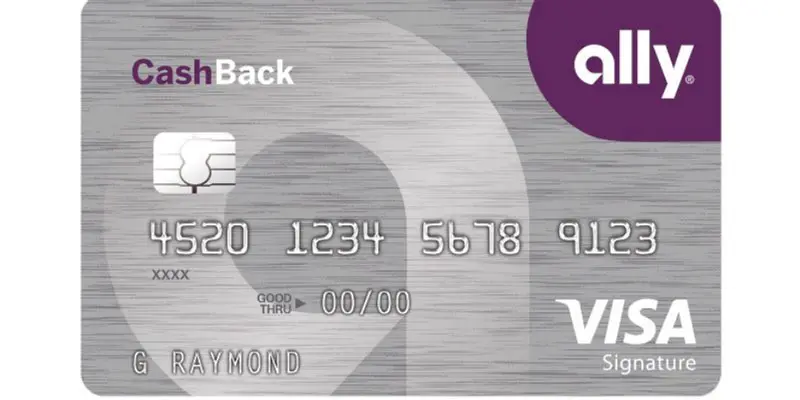 CashBack
ally®
4520 1234 5678 9123
XXXX
GOOD
THRU ▶ 00/00
G RAYMOND
VISA
Signature